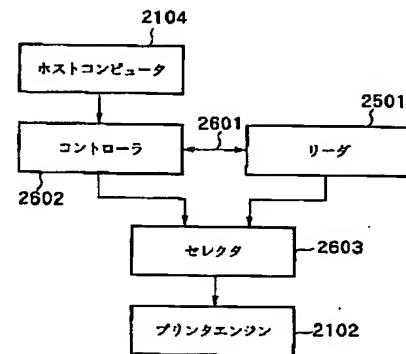 2104
ホストコンピュータ
2601
2501
コントローラ
リーダ
2602
セレクタ
2603
プリンタエンジン
2102